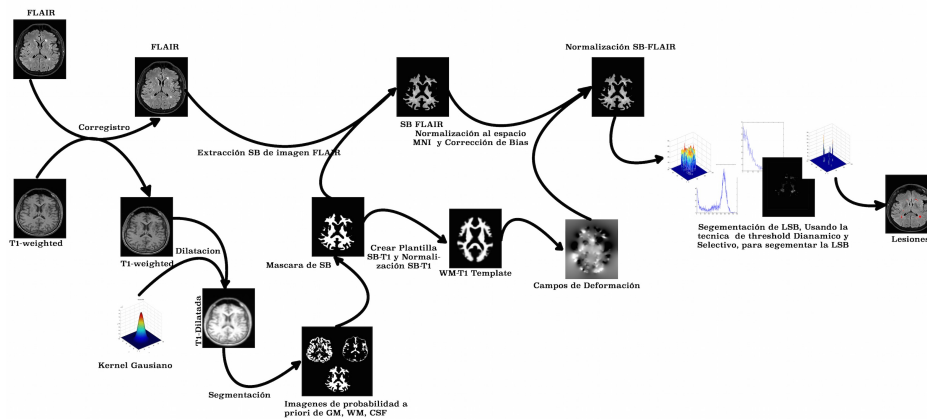 FLAIR
FLAIR
Normalización SB-FLAIR
Corregistro
Extracción SB de imagen FLAIR
SB FLAIR
Normalización al espacio
MNI y Corrección de Bias
T1-weighted
T1-weighted
Dilatacion
Mascara de SB
Crear Plantilla
SB-T1 y Normali-
zación SB-T1
WM-T1 Template
Campos de Deformación
Segementación de LSB, Usando la
tecnica de threshold Dianamico y
Selectivo, para segmentar la LSB
Lesiones
Kernel Gausiano
T1-Dilatada
Segmentación
Imagenes de probabilidad a
priori de GM, WM, CSF